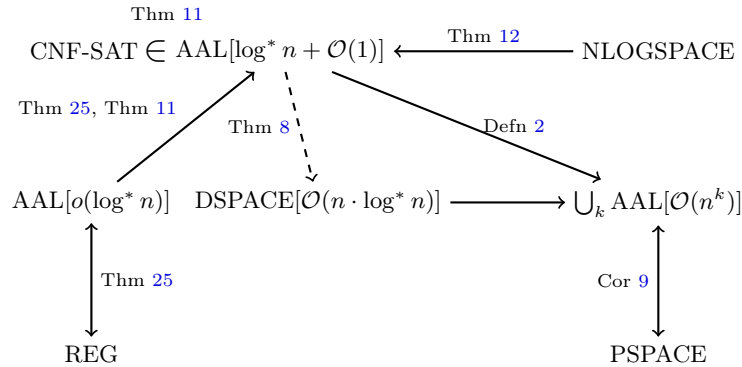 Thm 11
CNF-SAT ∈ AAL[log* n + 𝒪(1)]
Thm 12
NLOGSPACE
Thm 25, Thm 11
Thm 8
Defn 2
AAL[o(log* n)]
DSPACE[𝒪(n · log* n)]
⋃ₖ AAL[𝒪(nᵏ)]
Thm 25
Cor 9
REG
PSPACE